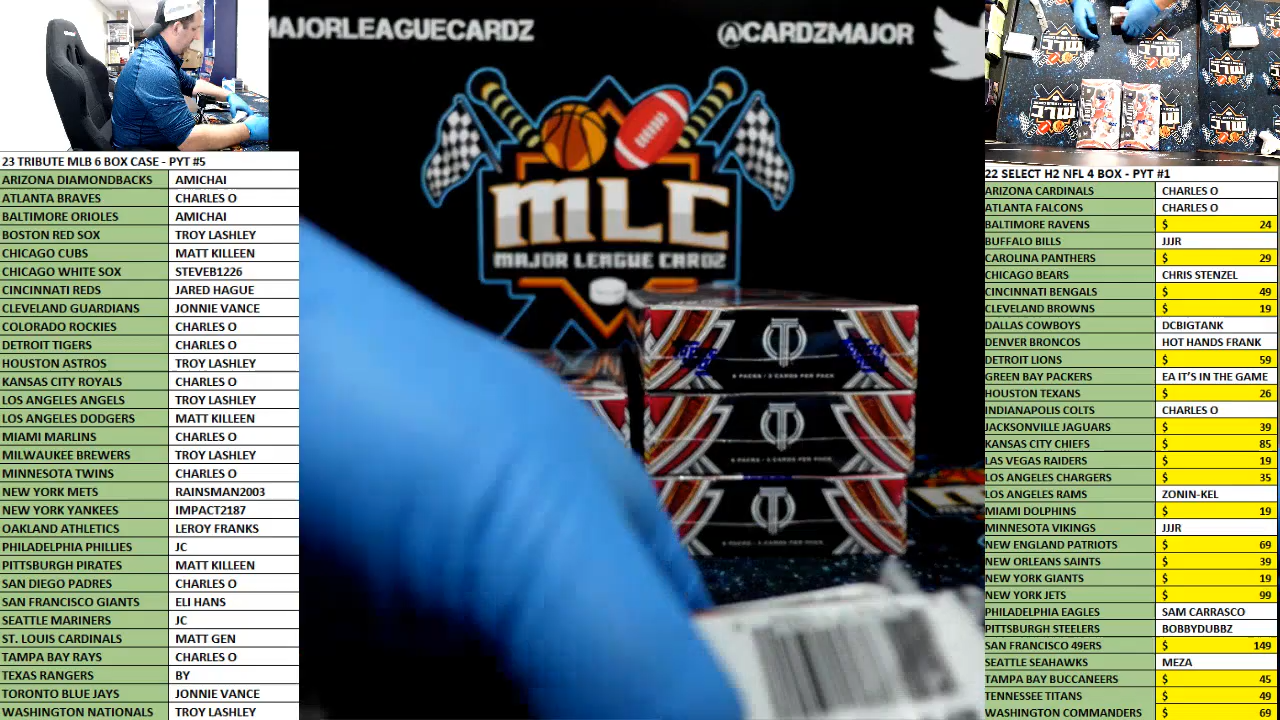 MAJORLEAGUECARDZ
@CARDZMAJOR
MLC
MAJOR LEAGUE CARDZ
23 TRIBUTE MLB 6 BOX CASE - PYT #5
ARIZONA DIAMONDBACKS AMICHAI
ATLANTA BRAVES CHARLES O
BALTIMORE ORIOLES AMICHAI
BOSTON RED SOX TROY LASHLEY
CHICAGO CUBS MATT KILLEEN
CHICAGO WHITE SOX STEVEB1226
CINCINNATI REDS JARED HAGUE
CLEVELAND GUARDIANS JONNIE VANCE
COLORADO ROCKIES CHARLES O
DETROIT TIGERS CHARLES O
HOUSTON ASTROS TROY LASHLEY
KANSAS CITY ROYALS CHARLES O
LOS ANGELES ANGELS TROY LASHLEY
LOS ANGELES DODGERS MATT KILLEEN
MIAMI MARLINS CHARLES O
MILWAUKEE BREWERS TROY LASHLEY
MINNESOTA TWINS CHARLES O
NEW YORK METS RAINSMAN2003
NEW YORK YANKEES IMPACT2187
OAKLAND ATHLETICS LEROY FRANKS
PHILADELPHIA PHILLIES JC
PITTSBURGH PIRATES MATT KILLEEN
SAN DIEGO PADRES CHARLES O
SAN FRANCISCO GIANTS ELI HANS
SEATTLE MARINERS JC
ST. LOUIS CARDINALS MATT GEN
TAMPA BAY RAYS CHARLES O
TEXAS RANGERS BY
TORONTO BLUE JAYS JONNIE VANCE
WASHINGTON NATIONALS TROY LASHLEY
22 SELECT H2 NFL 4 BOX - PYT #1
ARIZONA CARDINALS CHARLES O
ATLANTA FALCONS CHARLES O
BALTIMORE RAVENS $ 24
BUFFALO BILLS JJJR
CAROLINA PANTHERS $ 29
CHICAGO BEARS CHRIS STENZEL
CINCINNATI BENGALS $ 49
CLEVELAND BROWNS $ 19
DALLAS COWBOYS DCBIGTANK
DENVER BRONCOS HOT HANDS FRANK
DETROIT LIONS $ 59
GREEN BAY PACKERS EA IT'S IN THE GAME
HOUSTON TEXANS $ 26
INDIANAPOLIS COLTS CHARLES O
JACKSONVILLE JAGUARS $ 39
KANSAS CITY CHIEFS $ 85
LAS VEGAS RAIDERS $ 19
LOS ANGELES CHARGERS $ 35
LOS ANGELES RAMS ZONIN-KEL
MIAMI DOLPHINS $ 19
MINNESOTA VIKINGS JJJR
NEW ENGLAND PATRIOTS $ 69
NEW ORLEANS SAINTS $ 39
NEW YORK GIANTS $ 19
NEW YORK JETS $ 99
PHILADELPHIA EAGLES SAM CARRASCO
PITTSBURGH STEELERS BOBBYDUBBZ
SAN FRANCISCO 49ERS $ 149
SEATTLE SEAHAWKS MEZA
TAMPA BAY BUCCANEERS $ 45
TENNESSEE TITANS $ 49
WASHINGTON COMMANDERS $ 69